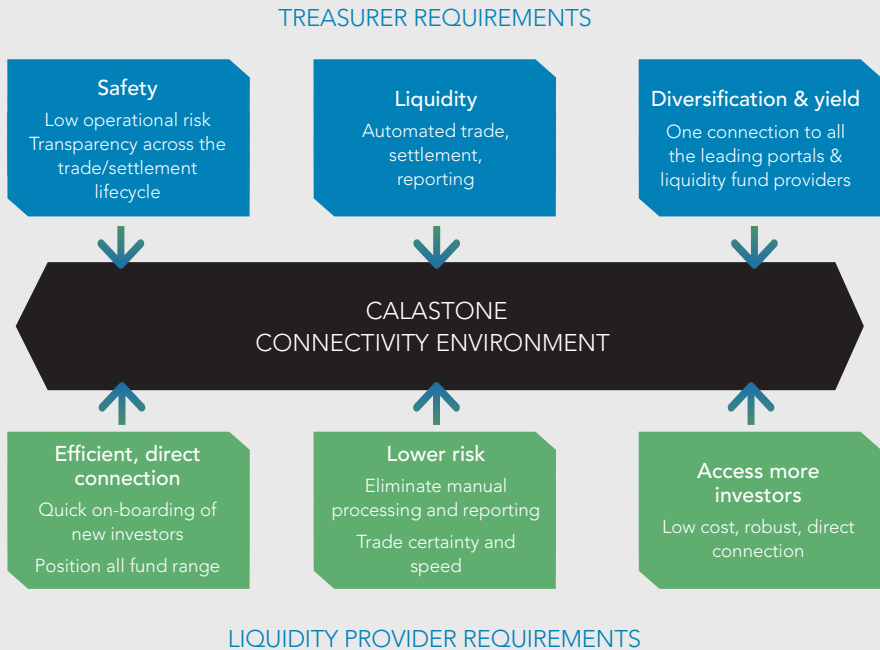 TREASURER REQUIREMENTS
Safety
Low operational risk
Transparency across the
trade/settlement
lifecycle
Liquidity
Automated trade,
settlement,
reporting
Diversification & yield
One connection to all
the leading portals &
liquidity fund providers
CALASTONE
CONNECTIVITY ENVIRONMENT
Efficient, direct
connection
Quick on-boarding of
new investors
Position all fund range
Lower risk
Eliminate manual
processing and reporting
Trade certainty and
speed
Access more
investors
Low cost, robust, direct
connection
LIQUIDITY PROVIDER REQUIREMENTS